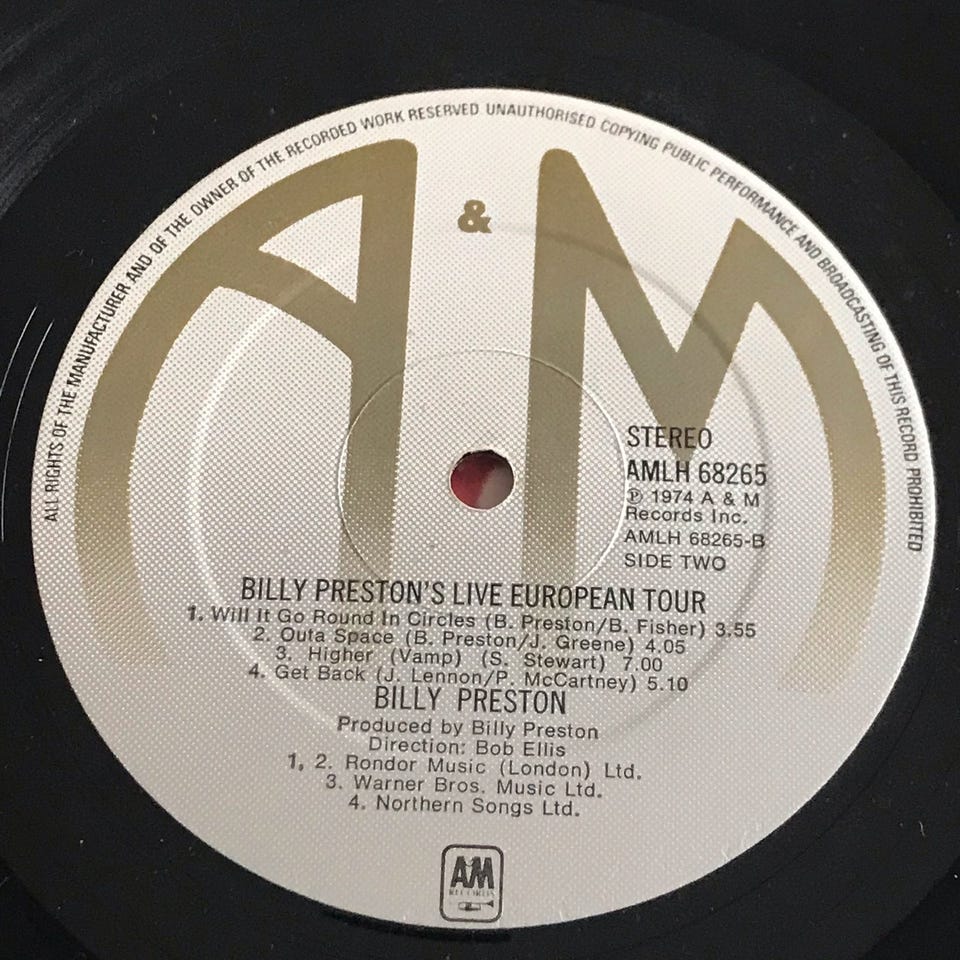 ALL RIGHTS OF THE MANUFACTURER AND OF THE OWNER OF THE RECORDED WORK RESERVED UNAUTHORISED COPYING PUBLIC PERFORMANCE AND BROADCASTING OF THIS RECORD PROHIBITED
A & M
STEREO
AMLH 68265
℗ 1974 A & M
Records Inc.
AMLH 68265-B
SIDE TWO
BILLY PRESTON'S LIVE EUROPEAN TOUR
1. Will It Go Round In Circles (B. Preston/B. Fisher) 3.55
2. Outa Space (B. Preston/J. Greene) 4.05
3. Higher (Vamp) (S. Stewart) 7.00
4. Get Back (J. Lennon/P. McCartney) 5.10
BILLY PRESTON
Produced by Billy Preston
Direction: Bob Ellis
1, 2. Rondor Music (London) Ltd.
3. Warner Bros. Music Ltd.
4. Northern Songs Ltd.
AM
RECORDS